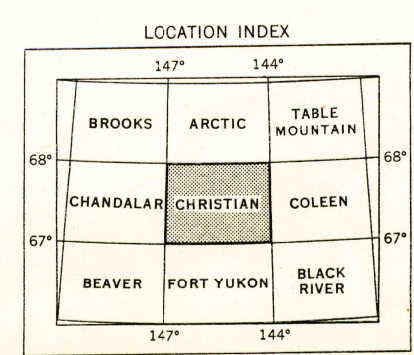 LOCATION INDEX
147° 144°
BROOKS ARCTIC TABLE MOUNTAIN
68° 68°
CHANDALAR CHRISTIAN COLEEN
67° 67°
BEAVER FORT YUKON BLACK RIVER
147° 144°